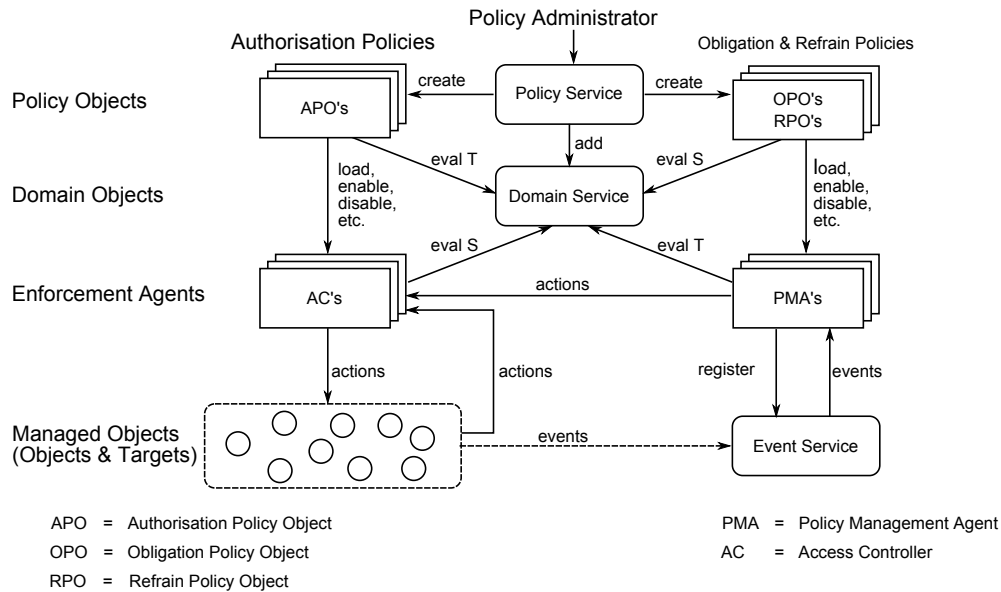 Policy Administrator
Authorisation Policies
Obligation & Refrain Policies
Policy Objects
APO's
create
Policy Service
create
OPO's
RPO's
add
eval T
eval S
load,
enable,
disable,
etc.
Domain Objects
Domain Service
load,
enable,
disable,
etc.
eval S
eval T
Enforcement Agents
AC's
actions
PMA's
actions
actions
register
events
Managed Objects
(Objects & Targets)
events
Event Service
APO = Authorisation Policy Object
OPO = Obligation Policy Object
RPO = Refrain Policy Object
PMA = Policy Management Agent
AC = Access Controller